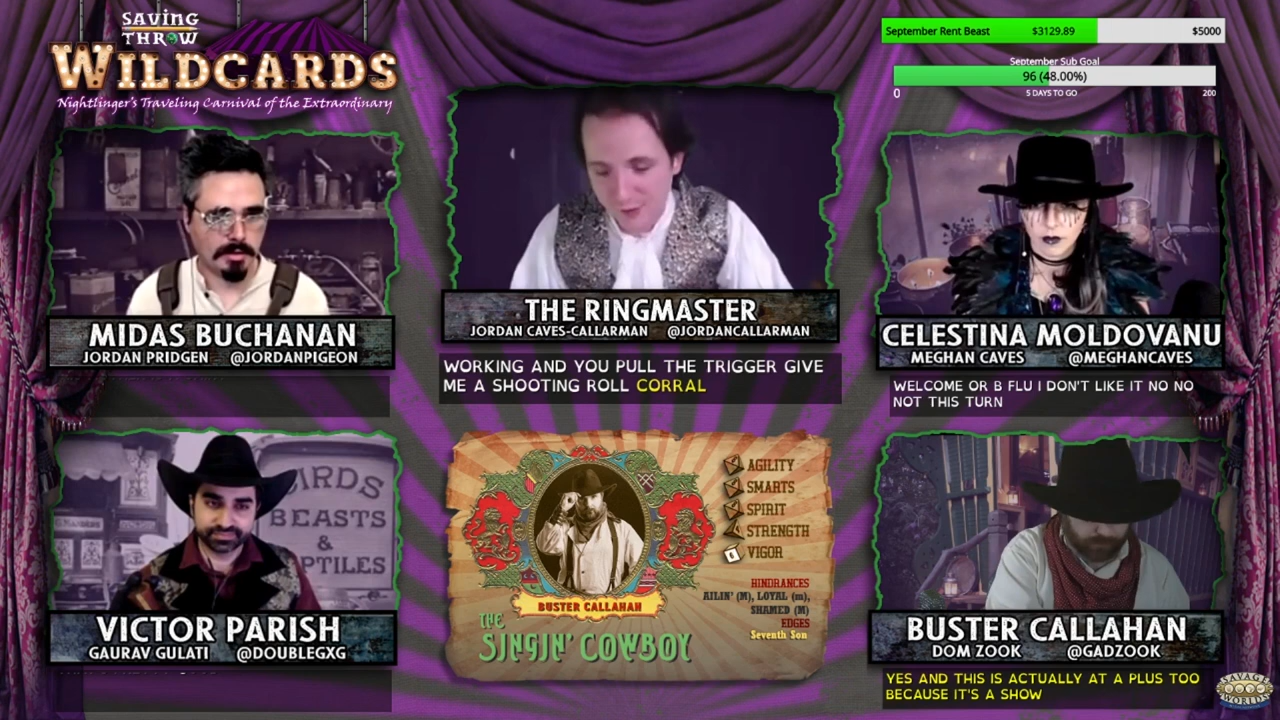 SAVING
THROW
WILDCARDS
Nightlinger's Traveling Carnival of the Extraordinary
September Rent Beast $3129.89 $5000
September Sub Goal
96 (48.00%)
0 5 DAYS TO GO 200
MIDAS BUCHANAN
JORDAN PRIDGEN @JORDANPIGEON
THE RINGMASTER
JORDAN CAVES-CALLARMAN @JORDANCALLARMAN
WORKING AND YOU PULL THE TRIGGER GIVE
ME A SHOOTING ROLL CORRAL
CELESTINA MOLDOVANU
MEGHAN CAVES @MEGHANCAVES
WELCOME OR B FLU I DON'T LIKE IT NO NO
NOT THIS TURN
BIRDS
BEASTS
&
REPTILES
VICTOR PARISH
GAURAV GULATI @DOUBLEGXG
AGILITY
SMARTS
SPIRIT
STRENGTH
VIGOR
HINDRANCES
AILIN' (M), LOYAL (m),
SHAMED (M)
EDGES
Seventh Son
BUSTER CALLAHAN
THE
SINGIN' COWBOY
BUSTER CALLAHAN
DOM ZOOK @GADZOOK
YES AND THIS IS ACTUALLY AT A PLUS TOO
BECAUSE IT'S A SHOW
SAVAGE
WORLDS